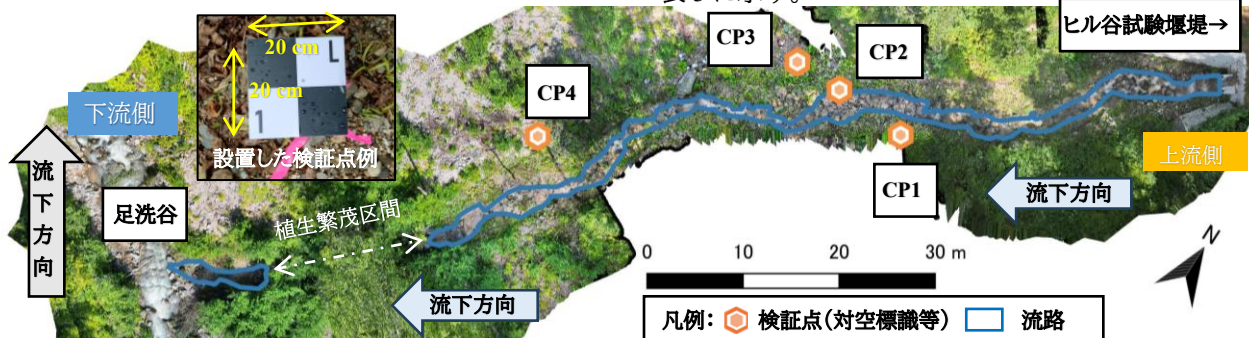 CP3
ヒル谷試験堰堤→
20 cm
L
CP2
20 cm
CP4
下流側
1
設置した検証点例
上流側
CP1
流下方向
流下方向
足洗谷
植生繁茂区間
0 10 20 30 m
N
流下方向
凡例: 検証点(対空標識等) 流路